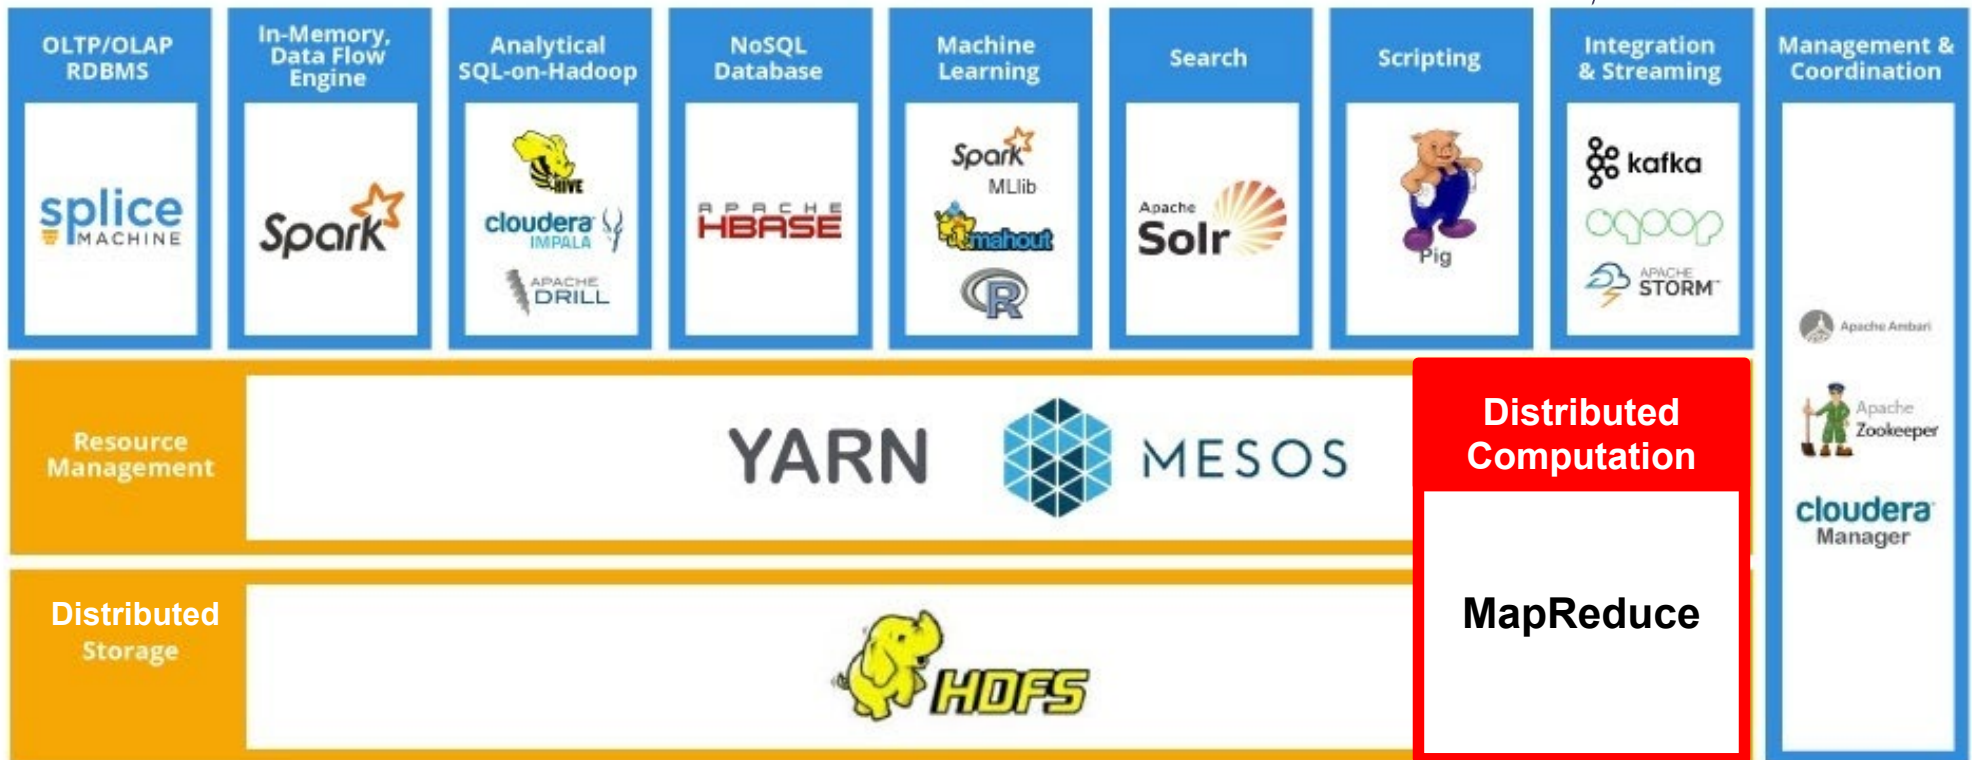 OLTP/OLAP
RDBMS
In-Memory,
Data Flow
Engine
Analytical
SQL-on-Hadoop
NoSQL
Database
Machine
Learning
Search
Scripting
Integration
& Streaming
Management &
Coordination
splice
MACHINE
Spark
HIVE
cloudera
IMPALA
APACHE
DRILL
APACHE
HBASE
Spark
MLlib
mahout
R
Apache
Solr
Pig
kafka
sqoop
APACHE
STORM
Apache Ambari
Apache
Zookeeper
cloudera
Manager
Resource
Management
YARN
MESOS
Distributed
Computation
MapReduce
Distributed
Storage
HDFS